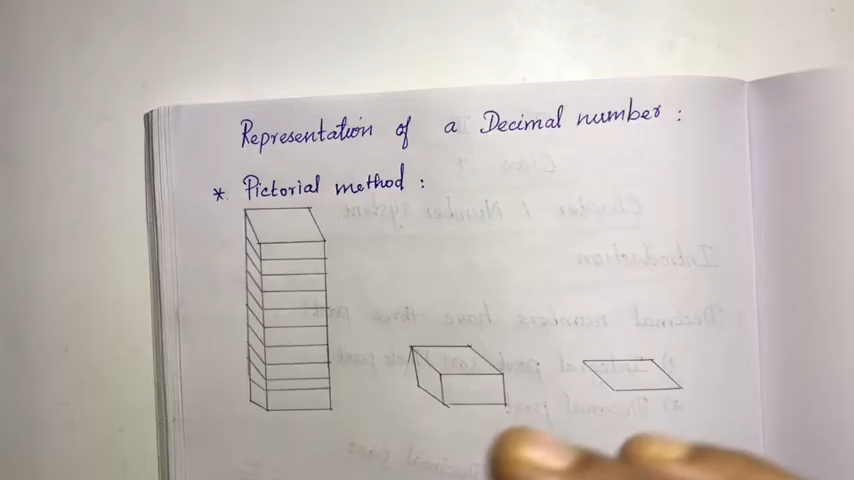 Representation of a Decimal number :
* Pictorial method :